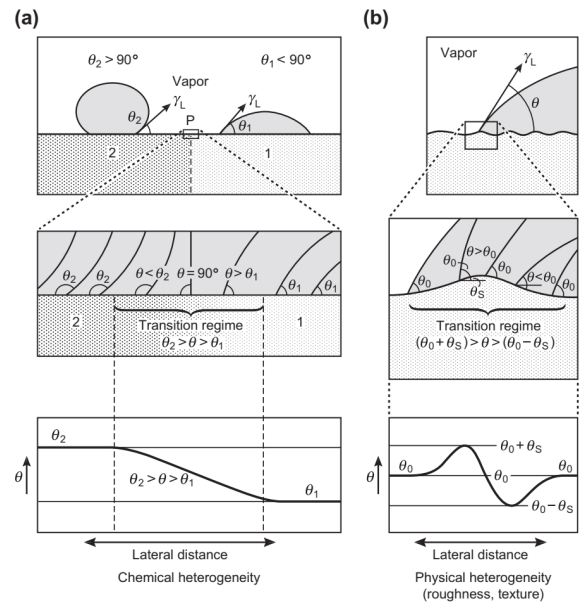 (a)
θ₂ > 90°
θ₁ < 90°
Vapor
γL
θ₂
P
γL
θ₁
2
1
θ₂
θ₂
θ < θ₂
θ = 90°
θ > θ₁
θ₁
θ₁
2
Transition regime
1
θ₂ > θ > θ₁
θ₂
θ
θ₂ > θ > θ₁
θ₁
Lateral distance
Chemical heterogeneity
(b)
Vapor
γL
θ
θ₀
θ > θ₀
θ₀
θ₀
θS
θ < θ₀
θ₀
Transition regime
(θ₀ + θS) > θ > (θ₀ − θS)
θ₀ + θS
θ₀
θ₀
θ₀
θ
θ₀ − θS
Lateral distance
Physical heterogeneity
(roughness, texture)